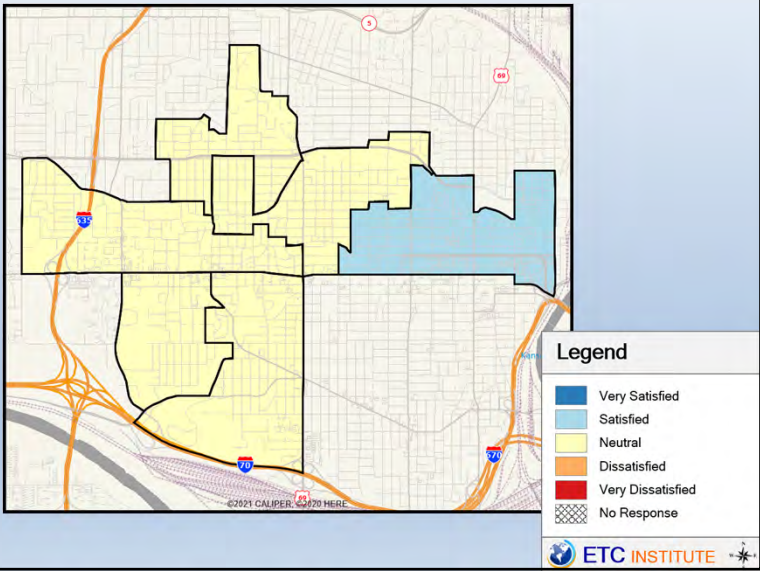 5
69
635
Legend
Very Satisfied
Satisfied
Neutral
Dissatisfied
Very Dissatisfied
No Response
670
70
69
©2021 CALIPER; ©2020 HERE
ETC INSTITUTE